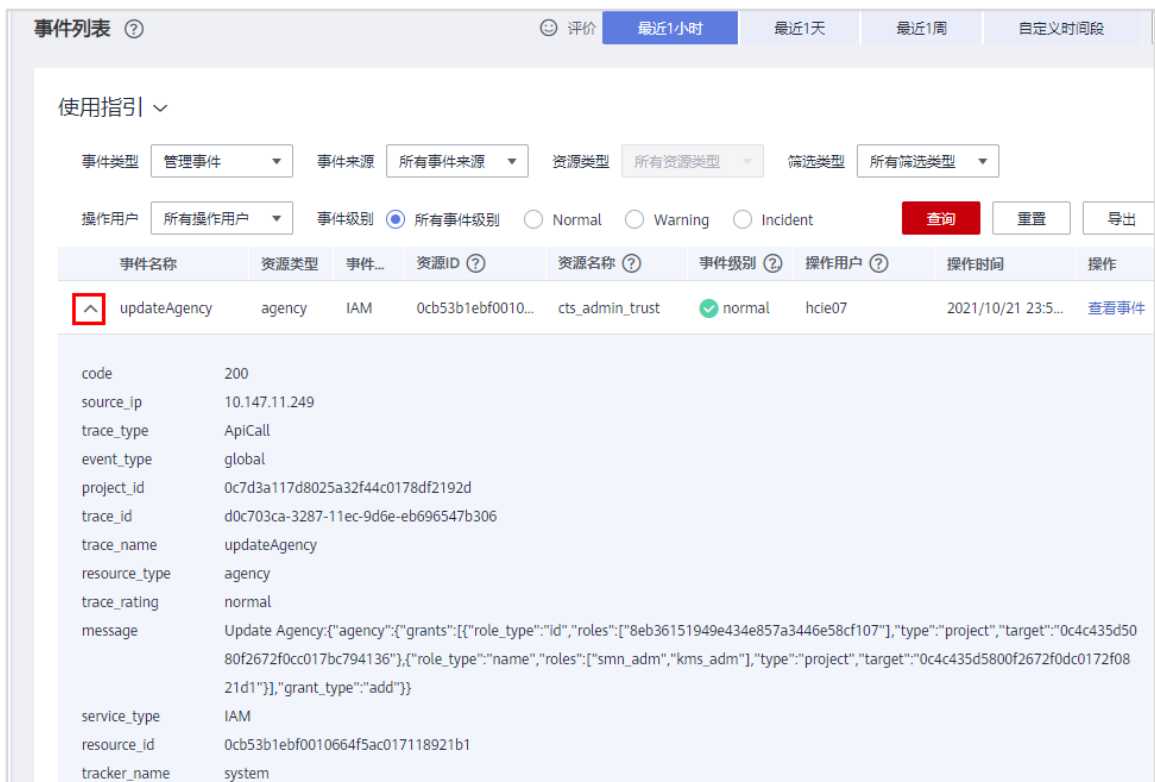 事件列表 评价 最近1小时 最近1天 最近1周 自定义时间段
使用指引
事件类型 管理事件 事件来源 所有事件来源 资源类型 所有资源类型 筛选类型 所有筛选类型
操作用户 所有操作用户 事件级别 所有事件级别 Normal Warning Incident 查询 重置 导出
事件名称 资源类型 事件... 资源ID 资源名称 事件级别 操作用户 操作时间 操作
updateAgency agency IAM 0cb53b1ebf0010... cts_admin_trust normal hcie07 2021/10/21 23:5... 查看事件
code 200
source_ip 10.147.11.249
trace_type ApiCall
event_type global
project_id 0c7d3a117d8025a32f44c0178df2192d
trace_id d0c703ca-3287-11ec-9d6e-eb696547b306
trace_name updateAgency
resource_type agency
trace_rating normal
message Update Agency:{"agency":{"grants":[{"role_type":"id","roles":["8eb36151949e434e857a3446e58cf107"],"type":"project","target":"0c4c435d50
80f2672f0cc017bc794136"},{"role_type":"name","roles":["smn_adm","kms_adm"],"type":"project","target":"0c4c435d5800f2672f0dc0172f08
21d1"}],"grant_type":"add"}}
service_type IAM
resource_id 0cb53b1ebf0010664f5ac017118921b1
tracker_name system